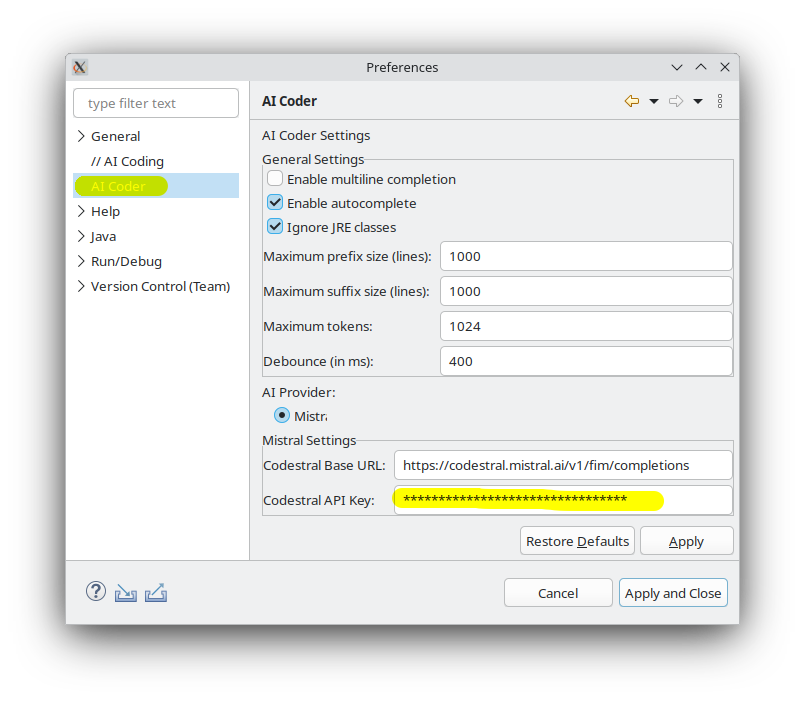 Preferences
type filter text
General
// AI Coding
AI Coder
Help
Java
Run/Debug
Version Control (Team)
AI Coder
AI Coder Settings
General Settings
Enable multiline completion
Enable autocomplete
Ignore JRE classes
Maximum prefix size (lines): 1000
Maximum suffix size (lines): 1000
Maximum tokens: 1024
Debounce (in ms): 400
AI Provider:
Mistr
Mistral Settings
Codestral Base URL: https://codestral.mistral.ai/v1/fim/completions
Codestral API Key: ********************************
Restore Defaults Apply
Cancel Apply and Close